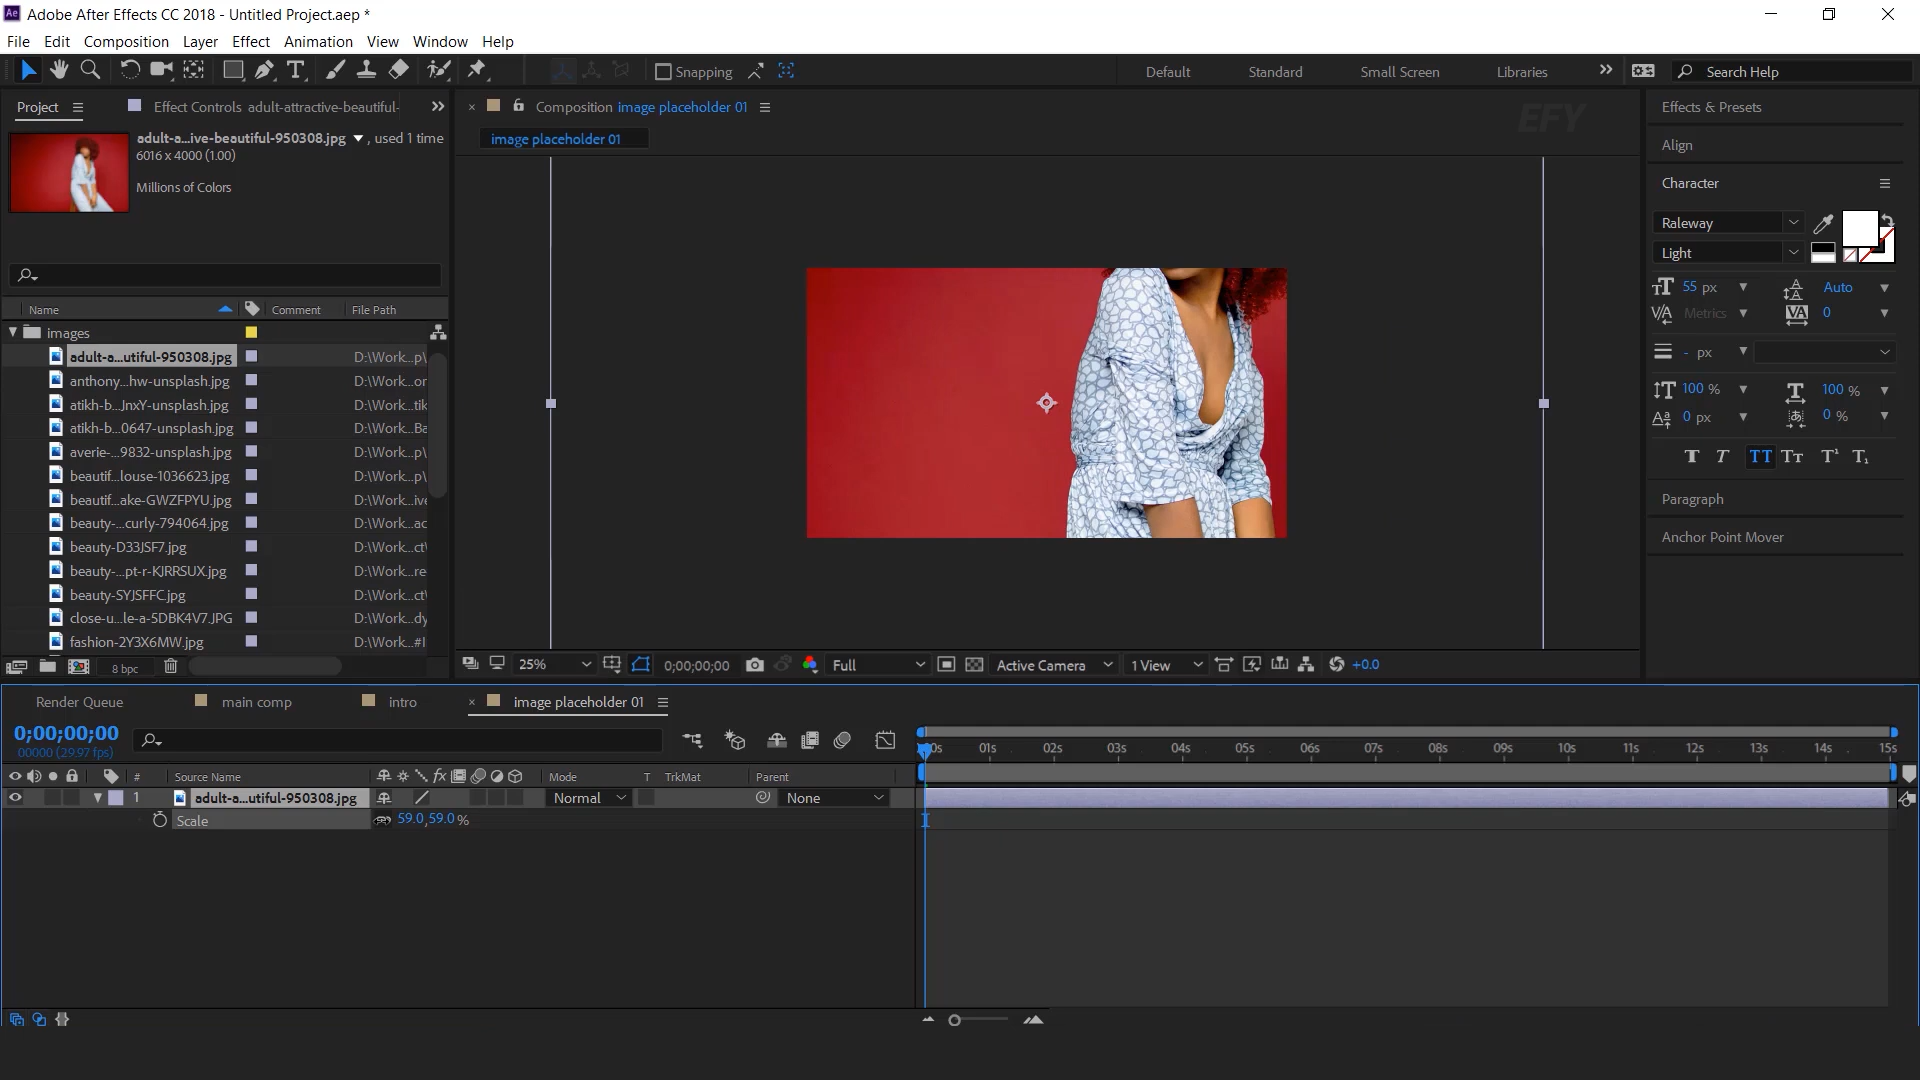 Adobe After Effects CC 2018 - Untitled Project.aep *
File Edit Composition Layer Effect Animation View Window Help
Snapping
Default Standard Small Screen Libraries
Search Help
Project
Effect Controls adult-attractive-beautiful-
adult-a...ive-beautiful-950308.jpg , used 1 time
6016 x 4000 (1.00)
Millions of Colors
Name Comment File Path
images
adult-a...utiful-950308.jpg D:\Work...p\
anthony...hw-unsplash.jpg D:\Work...or
atikh-b...JnxY-unsplash.jpg D:\Work...tik
atikh-b...0647-unsplash.jpg D:\Work...Ba
averie-...9832-unsplash.jpg D:\Work...p\
beautif...louse-1036623.jpg D:\Work...p\
beautif...ake-GWZFPYU.jpg D:\Work...ive
beauty-...curly-794064.jpg D:\Work...ac
beauty-D33JSF7.jpg D:\Work...ct\
beauty-...pt-r-KJRRSUX.jpg D:\Work...re
beauty-SYJSFFC.jpg D:\Work...ct\
close-u...le-a-5DBK4V7.JPG D:\Work...dy
fashion-2Y3X6MW.jpg D:\Work...#I
8 bpc
× Composition image placeholder 01
image placeholder 01
EFY
25% 0;00;00;00 Full Active Camera 1 View +0.0
Effects & Presets
Align
Character
Raleway
Light
55 px Auto
Metrics 0
- px
100 % 100 %
0 px 0 %
T T TT Tт T¹ T₁
Paragraph
Anchor Point Mover
Render Queue main comp intro × image placeholder 01
0;00;00;00
00000 (29.97 fps)
:00s 01s 02s 03s 04s 05s 06s 07s 08s 09s 10s 11s 12s 13s 14s 15s
# Source Name fx Mode T TrkMat Parent
1 adult-a...utiful-950308.jpg Normal None
Scale 59.0,59.0%